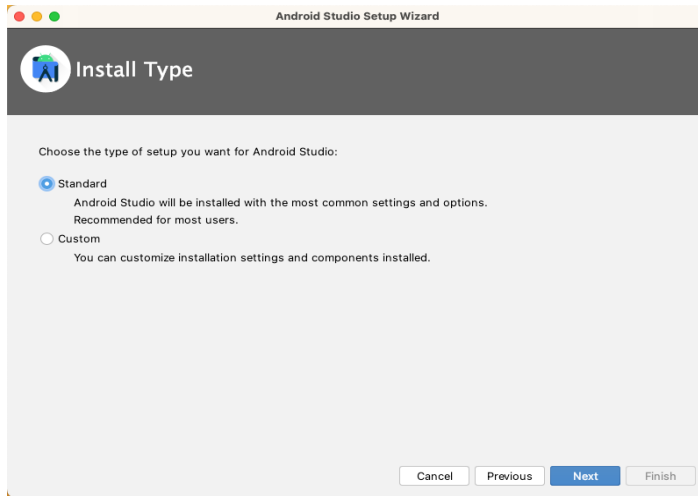 Android Studio Setup Wizard
Install Type
Choose the type of setup you want for Android Studio:
Standard
Android Studio will be installed with the most common settings and options.
Recommended for most users.
Custom
You can customize installation settings and components installed.
Cancel Previous Next Finish